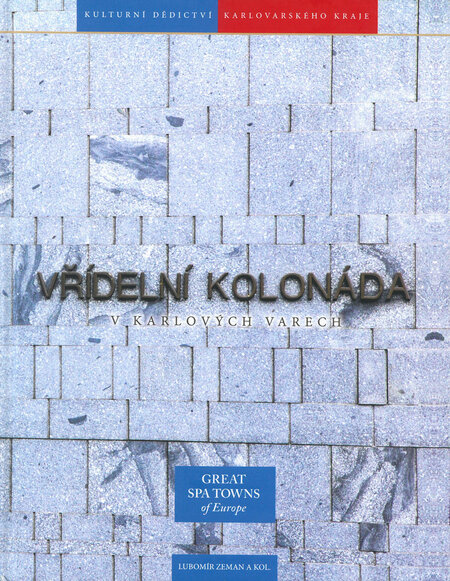 KULTURNÍ DĚDICTVÍ KARLOVARSKÉHO KRAJE
VŘÍDELNÍ KOLONÁDA
V KARLOVÝCH VARECH
GREAT
SPA TOWNS
of Europe
LUBOMÍR ZEMAN A KOL.